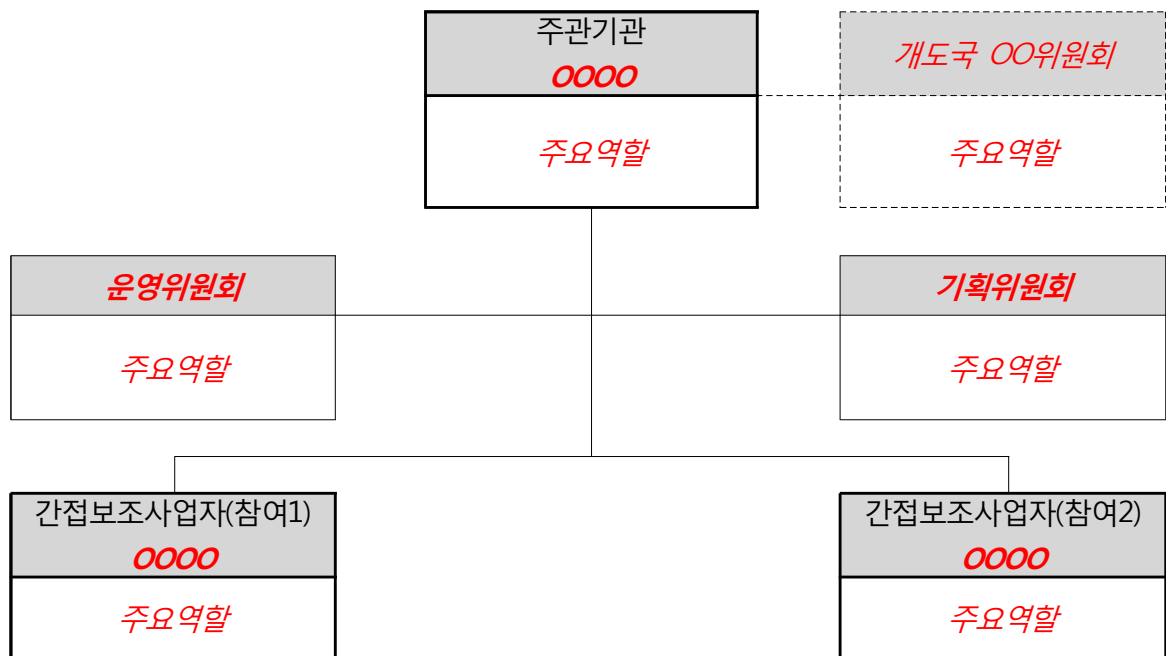 주관기관
OOOO
주요역할
개도국 OO위원회
주요역할
운영위원회
주요역할
기획위원회
주요역할
간접보조사업자(참여1)
OOOO
주요역할
간접보조사업자(참여2)
OOOO
주요역할